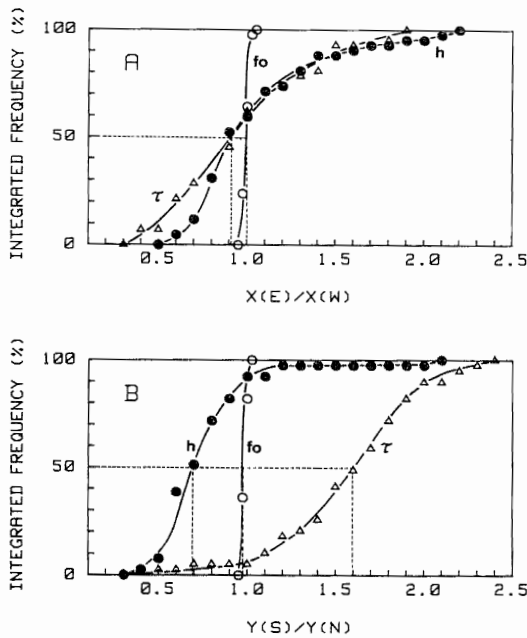 INTEGRATED FREQUENCY (%)
100
50
0
A
fo
h
τ
0.5 1.0 1.5 2.0 2.5
X(E)/X(W)
INTEGRATED FREQUENCY (%)
100
50
0
B
h
fo
τ
0.5 1.0 1.5 2.0 2.5
Y(S)/Y(N)